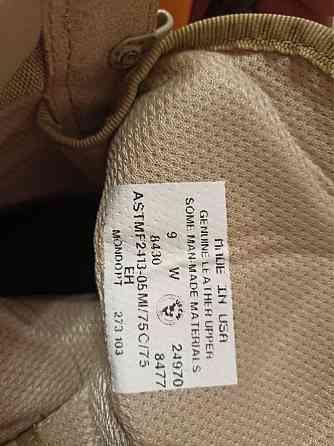 MADE IN USA
GENUINE LEATHER UPPER
SOME MAN-MADE MATERIALS
9 W 24970
8430 8477
ASTMF2413-05 MI/75C/75
EH
MONDOPT 273 103